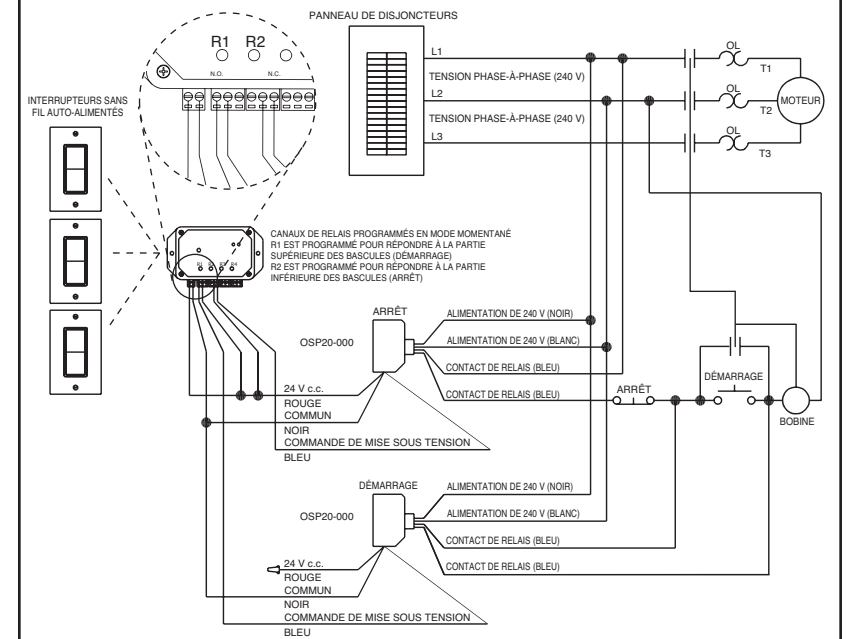 PANNEAU DE DISJONCTEURS
R1 R2
N.O. N.C.
L1
TENSION PHASE-À-PHASE (240 V)
L2
TENSION PHASE-À-PHASE (240 V)
L3
OL
T1
OL
T2
OL
T3
MOTEUR
INTERRUPTEURS SANS
FIL AUTO-ALIMENTÉS
R1 R2 R3 R4
CANAUX DE RELAIS PROGRAMMÉS EN MODE MOMENTANÉ
R1 EST PROGRAMMÉ POUR RÉPONDRE À LA PARTIE
SUPÉRIEURE DES BASCULES (DÉMARRAGE)
R2 EST PROGRAMMÉ POUR RÉPONDRE À LA PARTIE
INFÉRIEURE DES BASCULES (ARRÊT)
ARRÊT
OSP20-000
ALIMENTATION DE 240 V (NOIR)
ALIMENTATION DE 240 V (BLANC)
CONTACT DE RELAIS (BLEU)
CONTACT DE RELAIS (BLEU)
24 V c.c.
ROUGE
COMMUN
NOIR
COMMANDE DE MISE SOUS TENSION
BLEU
ARRÊT
DÉMARRAGE
BOBINE
DÉMARRAGE
OSP20-000
ALIMENTATION DE 240 V (NOIR)
ALIMENTATION DE 240 V (BLANC)
CONTACT DE RELAIS (BLEU)
CONTACT DE RELAIS (BLEU)
24 V c.c.
ROUGE
COMMUN
NOIR
COMMANDE DE MISE SOUS TENSION
BLEU